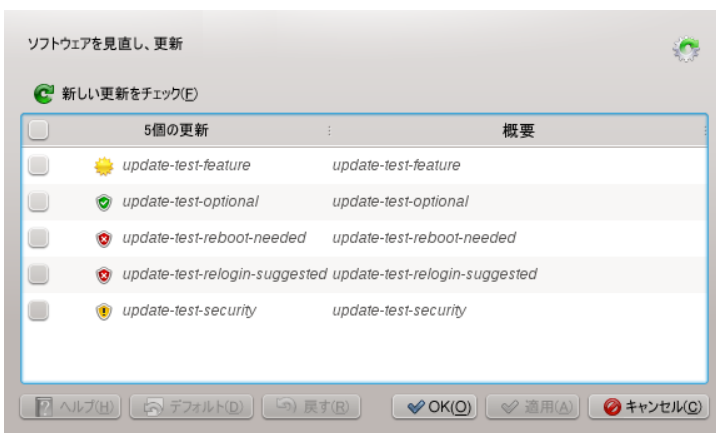 ソフトウェアを見直し、更新
新しい更新をチェック(F)
5個の更新 概要
update-test-feature update-test-feature
update-test-optional update-test-optional
update-test-reboot-needed update-test-reboot-needed
update-test-relogin-suggested update-test-relogin-suggested
update-test-security update-test-security
ヘルプ(H) デフォルト(D) 戻す(R) OK(O) 適用(A) キャンセル(C)